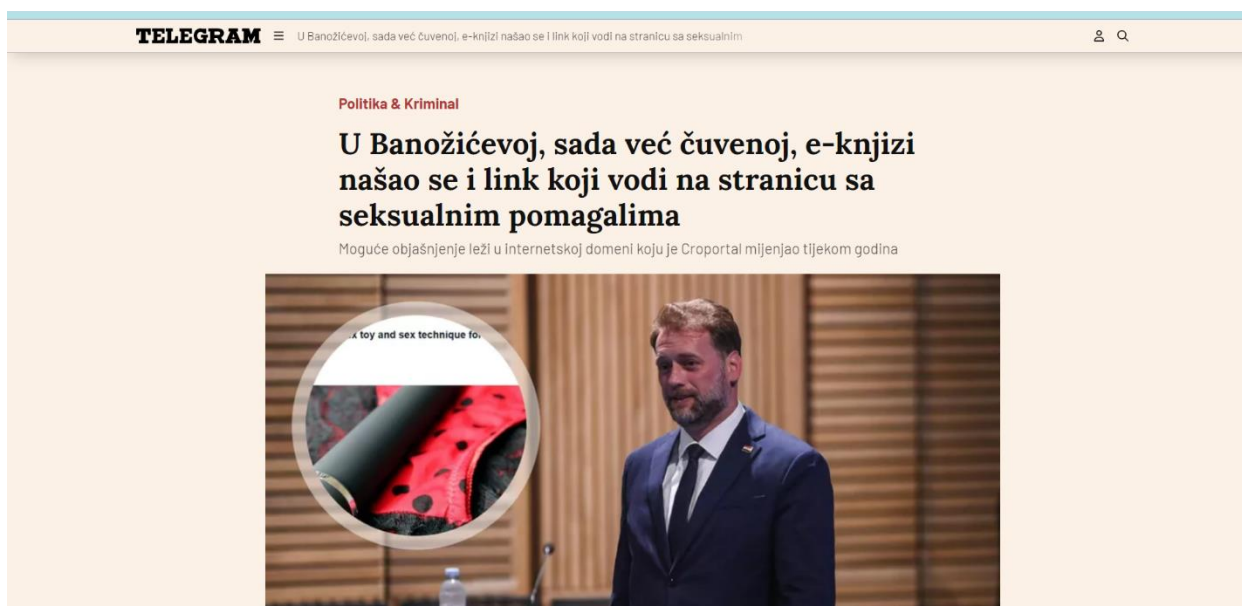 TELEGRAM
U Banožićevoj, sada već čuvenoj, e-knjizi našao se i link koji vodi na stranicu sa seksualnim
Politika & Kriminal
U Banožićevoj, sada već čuvenoj, e-knjizi
našao se i link koji vodi na stranicu sa
seksualnim pomagalima
Moguće objašnjenje leži u internetskoj domeni koju je Croportal mijenjao tijekom godina
toy and sex technique